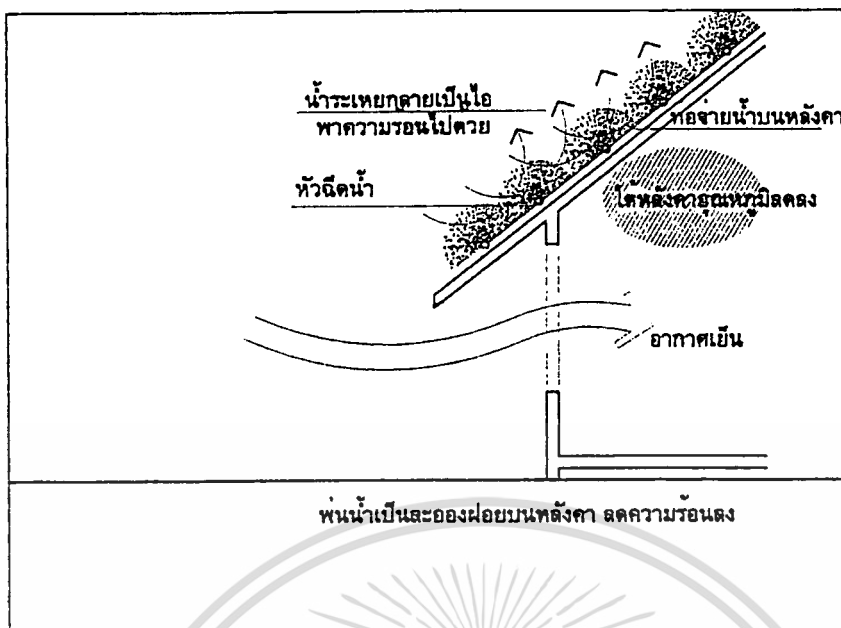 น้ำระเหยกลายเป็นไอ
พาความรอนไปดวย
ทอจ่ายน้ำบนหลังคา
หัวฉีดน้ำ
ใต้หลังคาอุณหภูมิลดลง
อากาศเย็น
พ่นน้ำเป็นละอองฝอยบนหลังคา ลดความร้อนลง